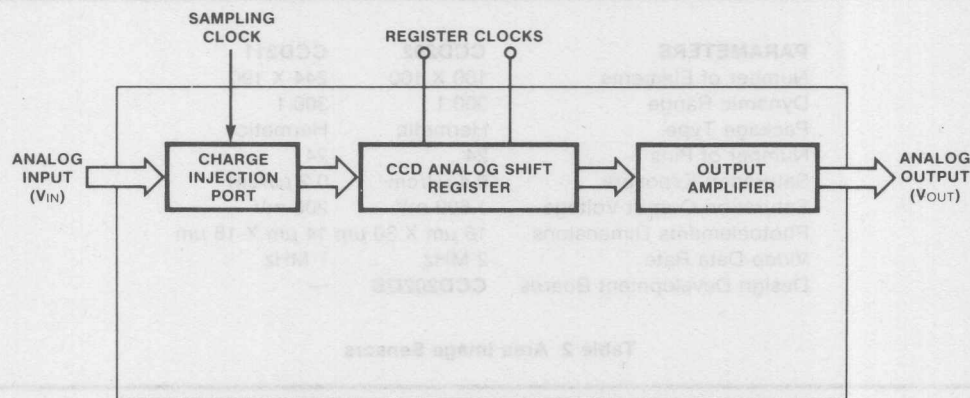 SAMPLING
CLOCK
REGISTER CLOCKS
ANALOG
INPUT
(VIN)
CHARGE
INJECTION
PORT
CCD ANALOG SHIFT
REGISTER
OUTPUT
AMPLIFIER
ANALOG
OUTPUT
(VOUT)